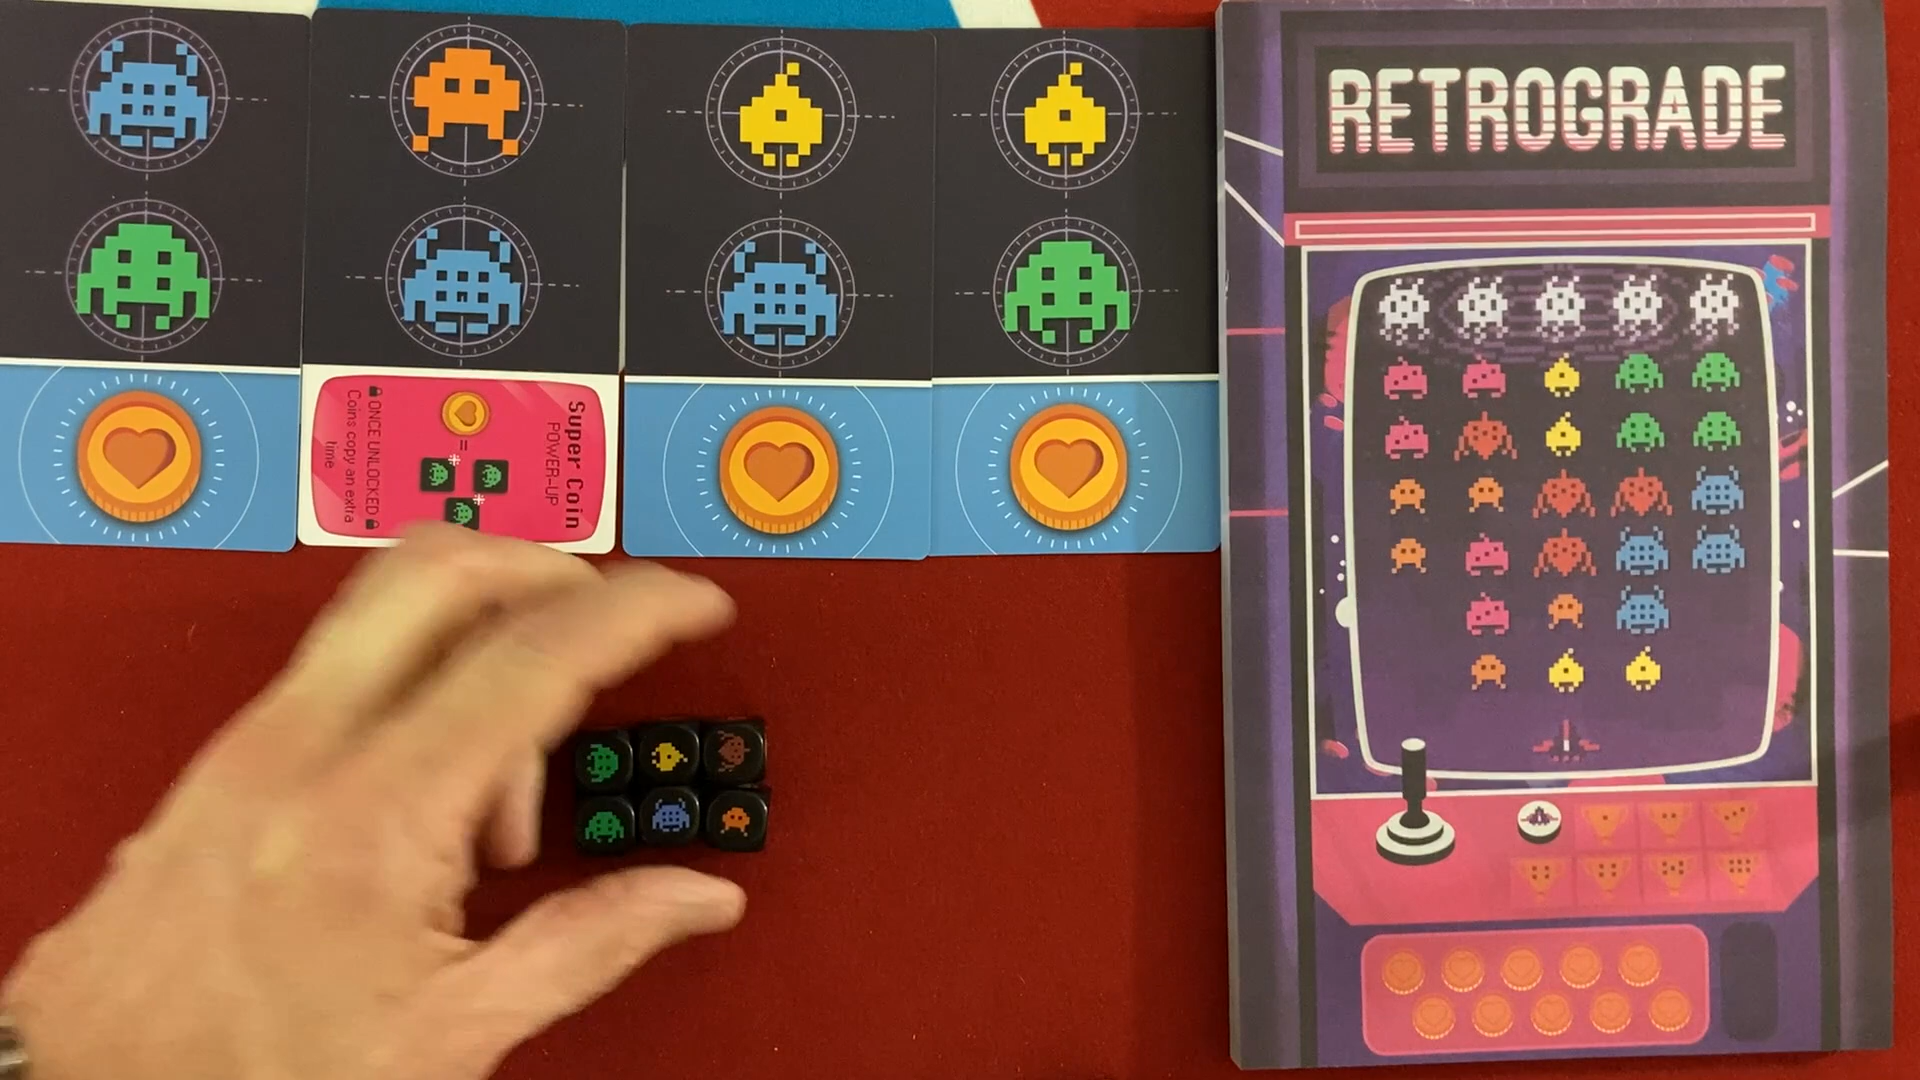 RETROGRADE
Super Coin
POWER-UP
=
ONCE UNLOCKED
Coins copy an extra
time